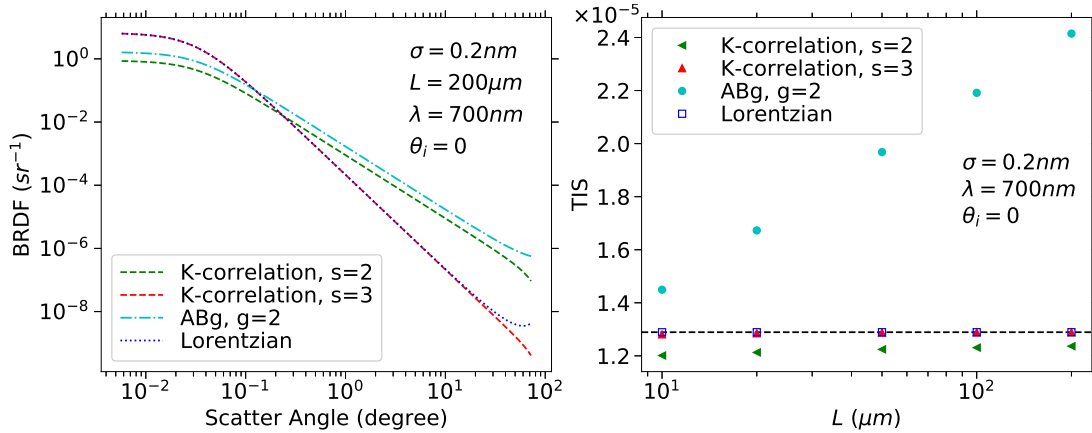 10⁰
10⁻²
10⁻⁴
10⁻⁶
10⁻⁸
BRDF (sr⁻¹)
σ = 0.2nm
L = 200μm
λ = 700nm
θᵢ = 0
K-correlation, s=2
K-correlation, s=3
ABg, g=2
Lorentzian
10⁻² 10⁻¹ 10⁰ 10¹ 10²
Scatter Angle (degree)
×10⁻⁵
2.4
2.2
2.0
1.8
1.6
1.4
1.2
TIS
K-correlation, s=2
K-correlation, s=3
ABg, g=2
Lorentzian
σ = 0.2nm
λ = 700nm
θᵢ = 0
10¹ 10²
L (μm)